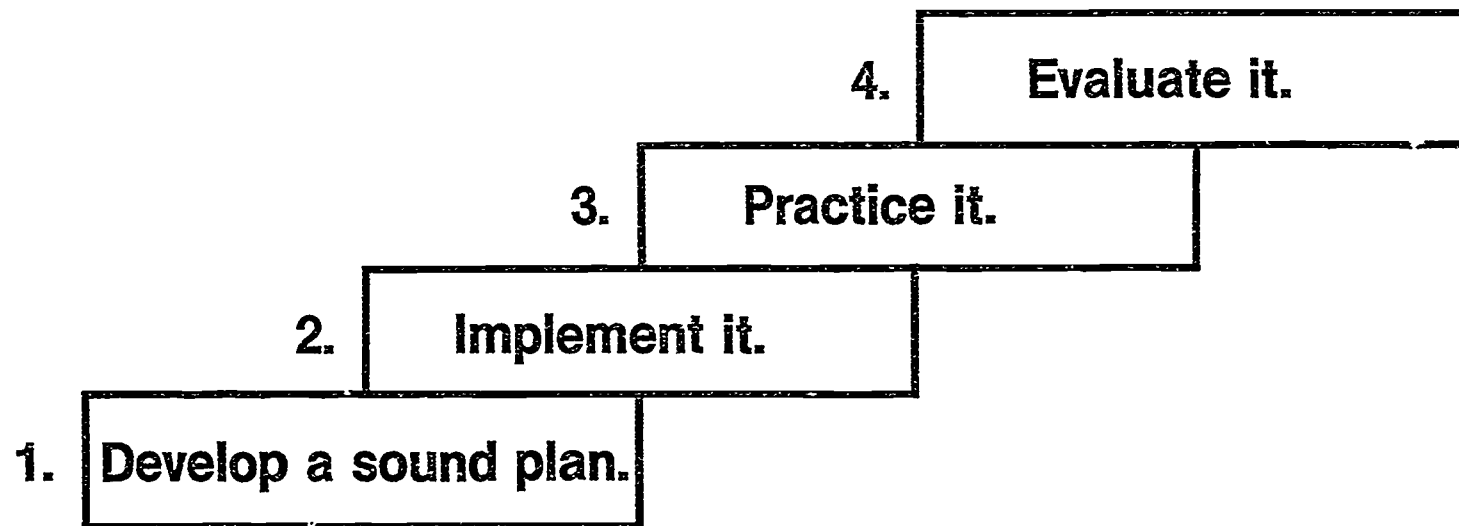 4. Evaluate it.
3. Practice it.
2. Implement it.
1. Develop a sound plan.